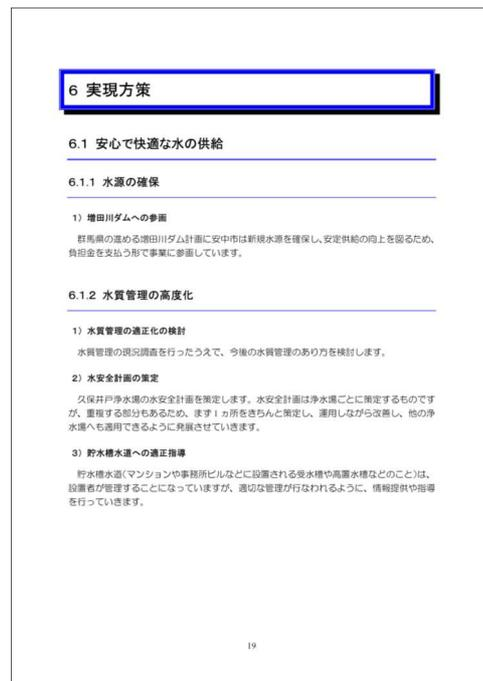 6 実現方策
6.1 安心で快適な水の供給
6.1.1 水源の確保
1）増田川ダムへの参画
群馬県の進める増田川ダム計画に安中市は新規水源を確保し、安定供給の向上を図るため、
負担金を支払う形で事業に参画しています。
6.1.2 水質管理の高度化
1）水質管理の適正化の検討
水質管理の現況調査を行ったうえで、今後の水質管理のあり方を検討します。
2）水安全計画の策定
久保井戸浄水場の水安全計画を策定します。水安全計画は浄水場ごとに策定するものです
が、重複する部分もあるため、まず1ヵ所をきちんと策定し、運用しながら改善し、他の浄
水場へも適用できるように発展させていきます。
3）貯水槽水道への適正指導
貯水槽水道（マンションや事務所ビルなどに設置される受水槽や高置水槽などのこと）は、
設置者が管理することになっていますが、適切な管理が行なわれるように、情報提供や指導
を行っていきます。
19